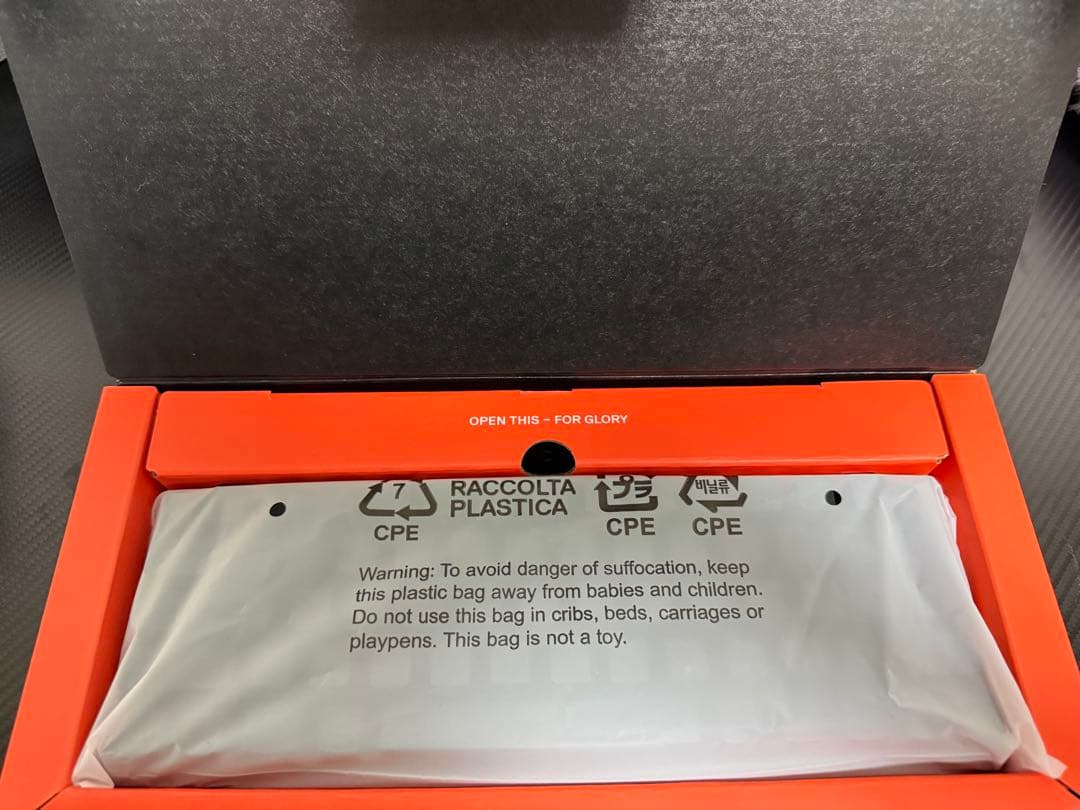 OPEN THIS – FOR GLORY
7
RACCOLTA
PLASTICA
プラ
비닐류
CPE
CPE
CPE
Warning: To avoid danger of suffocation, keep
this plastic bag away from babies and children.
Do not use this bag in cribs, beds, carriages or
playpens. This bag is not a toy.